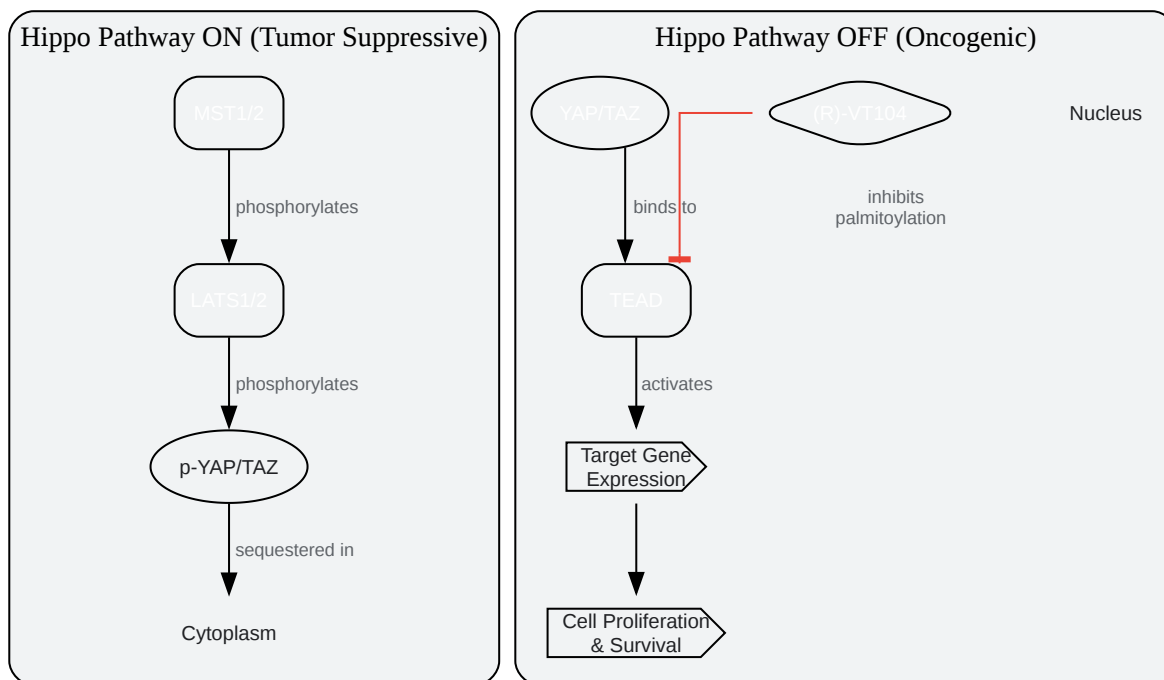 Hippo Pathway ON (Tumor Suppressive)
MST1/2
phosphorylates
LATS1/2
phosphorylates
p-YAP/TAZ
sequestered in
Cytoplasm
Hippo Pathway OFF (Oncogenic)
YAP/TAZ
(R)-VT104
Nucleus
binds to
inhibits
palmitoylation
TEAD
activates
Target Gene
Expression
Cell Proliferation
& Survival